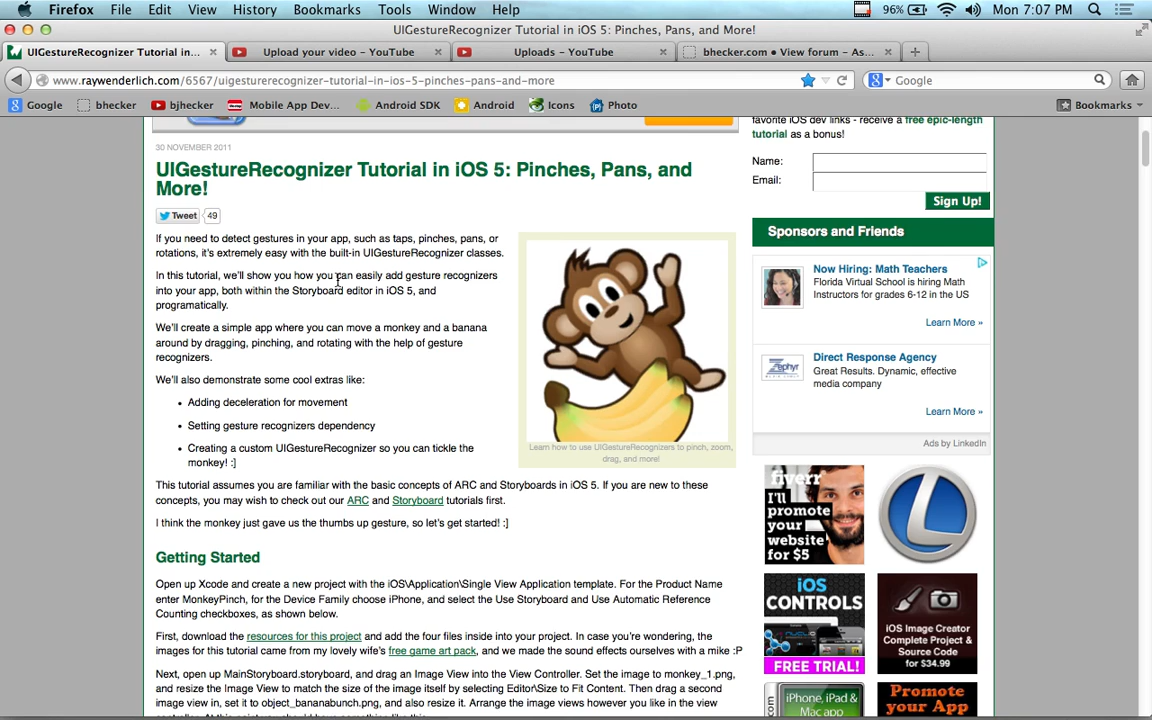 Firefox File Edit View History Bookmarks Tools Window Help 96% Mon 7:07 PM
UIGestureRecognizer Tutorial in iOS 5: Pinches, Pans, and More!
UIGestureRecognizer Tutorial in... Upload your video - YouTube Uploads - YouTube bhecker.com • View forum - As...
www.raywenderlich.com/6567/uigesturerecognizer-tutorial-in-ios-5-pinches-pans-and-more Google
Google bhecker bjhecker Mobile App Dev... Android SDK Android Icons Photo Bookmarks
30 NOVEMBER 2011
UIGestureRecognizer Tutorial in iOS 5: Pinches, Pans, and
More!
Tweet 49
If you need to detect gestures in your app, such as taps, pinches, pans, or
rotations, it's extremely easy with the built-in UIGestureRecognizer classes.
In this tutorial, we'll show you how you can easily add gesture recognizers
into your app, both within the Storyboard editor in iOS 5, and
programatically.
We'll create a simple app where you can move a monkey and a banana
around by dragging, pinching, and rotating with the help of gesture
recognizers.
We'll also demonstrate some cool extras like:
• Adding deceleration for movement
• Setting gesture recognizers dependency
• Creating a custom UIGestureRecognizer so you can tickle the
monkey! :]
Learn how to use UIGestureRecognizers to pinch, zoom,
drag, and more!
This tutorial assumes you are familiar with the basic concepts of ARC and Storyboards in iOS 5. If you are new to these
concepts, you may wish to check out our ARC and Storyboard tutorials first.
I think the monkey just gave us the thumbs up gesture, so let's get started! :]
Getting Started
Open up Xcode and create a new project with the iOS\Application\Single View Application template. For the Product Name
enter MonkeyPinch, for the Device Family choose iPhone, and select the Use Storyboard and Use Automatic Reference
Counting checkboxes, as shown below.
First, download the resources for this project and add the four files inside into your project. In case you're wondering, the
images for this tutorial came from my lovely wife's free game art pack, and we made the sound effects ourselves with a mike :P
Next, open up MainStoryboard.storyboard, and drag an Image View into the View Controller. Set the image to monkey_1.png,
and resize the Image View to match the size of the image itself by selecting Editor\Size to Fit Content. Then drag a second
image view in, set it to object_bananabunch.png, and also resize it. Arrange the image views however you like in the view
favorite iOS dev links - receive a free epic-length
tutorial as a bonus!
Name:
Email:
Sign Up!
Sponsors and Friends
Now Hiring: Math Teachers
Florida Virtual School is hiring Math
Instructors for grades 6-12 in the US
Learn More »
Zephyr
Direct Response Agency
Great Results. Dynamic, effective
media company
Learn More »
Ads by LinkedIn
fiverr
I'll
promote
your
website
for $5
iOS
CONTROLS
FREE TRIAL!
iOS Image Creator
Complete Project &
Source Code
for $34.99
iPhone, iPad &
Mac app
Promote
your App